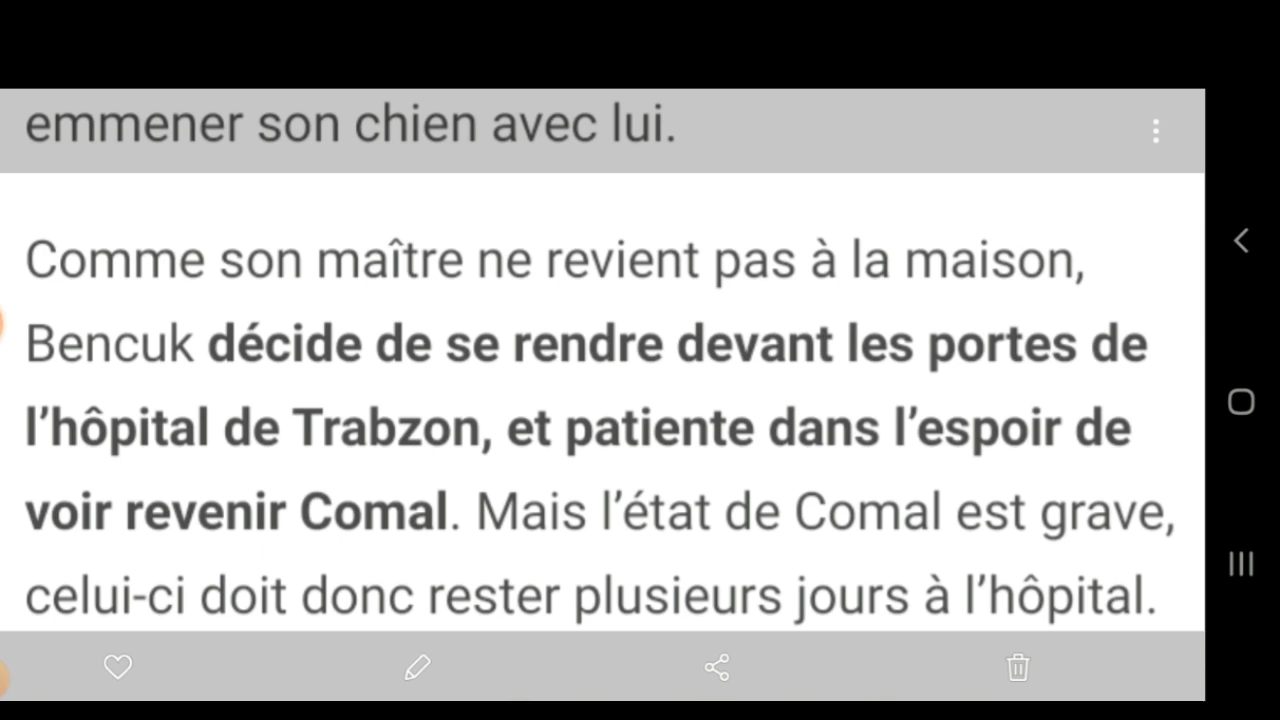 emmener son chien avec lui.
Comme son maître ne revient pas à la maison,
Bencuk décide de se rendre devant les portes de
l’hôpital de Trabzon, et patiente dans l’espoir de
voir revenir Comal. Mais l’état de Comal est grave,
celui-ci doit donc rester plusieurs jours à l’hôpital.